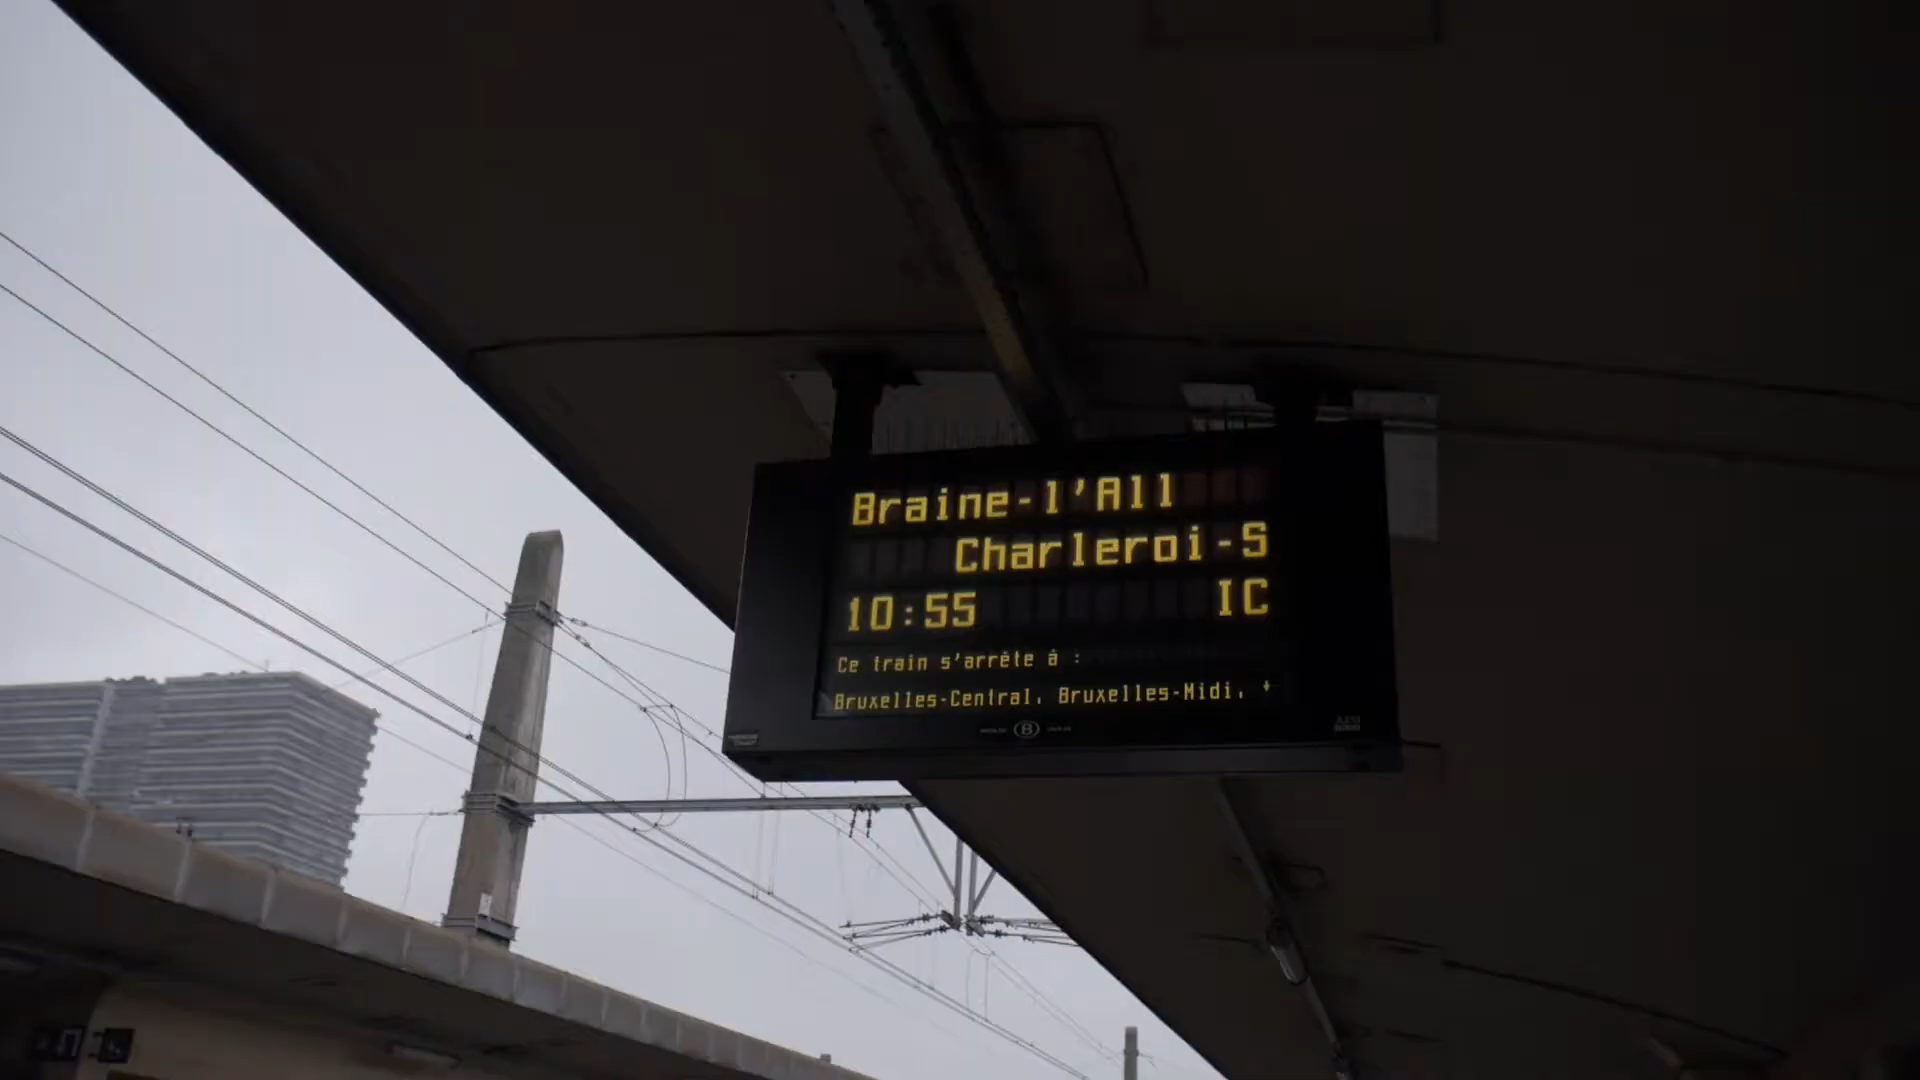 Braine-l'All
Charleroi-S
10:55 IC
Ce train s'arrête à :
Bruxelles-Central, Bruxelles-Midi,
B